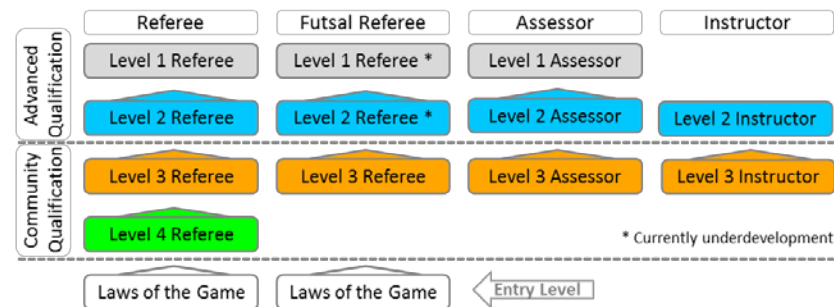 Referee
Futsal Referee
Assessor
Instructor
Advanced
Qualification
Level 1 Referee
Level 1 Referee *
Level 1 Assessor
Level 2 Referee
Level 2 Referee *
Level 2 Assessor
Level 2 Instructor
Community
Qualification
Level 3 Referee
Level 3 Referee
Level 3 Assessor
Level 3 Instructor
Level 4 Referee
* Currently underdevelopment
Laws of the Game
Laws of the Game
Entry Level